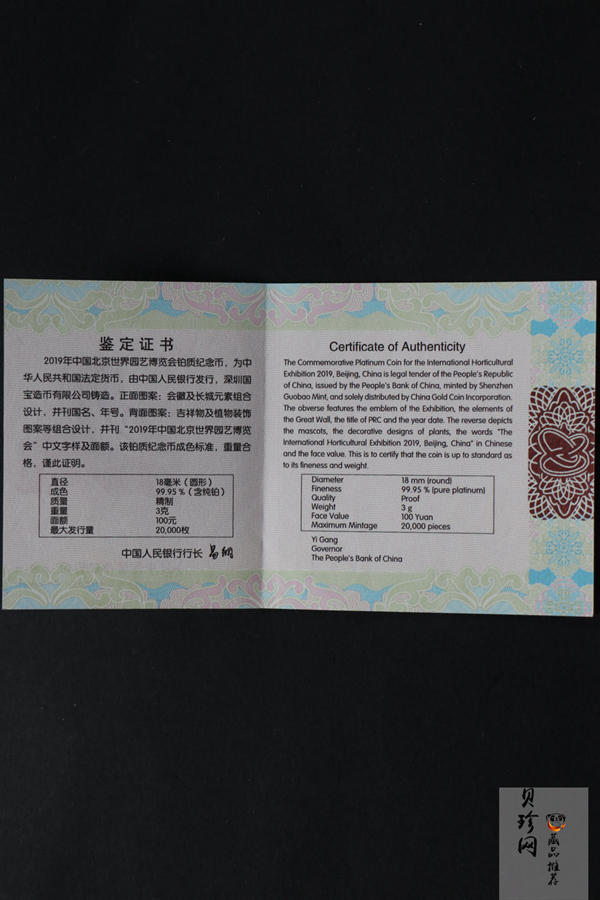 鉴定证书
2019年中国北京世界园艺博览会铂质纪念币，为中
华人民共和国法定货币，由中国人民银行发行，深圳国
宝造币有限公司铸造。正面图案：会徽及长城元素组合
设计，并刊国名、年号。背面图案：吉祥物及植物装饰
图案等组合设计，并刊“2019年中国北京世界园艺博览
会”中文字样及面额。该铂质纪念币成色标准，重量合
格，谨此证明。
直径 18毫米（圆形）
成色 99.95％（含纯铂）
质量 精制
重量 3克
面额 100元
最大发行量 20,000枚
中国人民银行行长 易纲
Certificate of Authenticity
The Commemorative Platinum Coin for the International Horticultural
Exhibition 2019, Beijing, China is legal tender of the People's Republic
of China, issued by the People's Bank of China, minted by Shenzhen
Guobao Mint, and solely distributed by China Gold Coin Incorporation.
The obverse features the emblem of the Exhibition, the elements of
the Great Wall, the title of PRC and the year date. The reverse depicts
the mascots, the decorative designs of plants, the words "The
International Horticultural Exhibition 2019, Beijing, China" in Chinese
and the face value. This is to certify that the coin is up to standard as
to its fineness and weight.
Diameter 18 mm (round)
Fineness 99.95 % (pure platinum)
Quality Proof
Weight 3 g
Face Value 100 Yuan
Maximum Mintage 20,000 pieces
Yi Gang
Governor
The People's Bank of China
贝珍网
藏品推荐